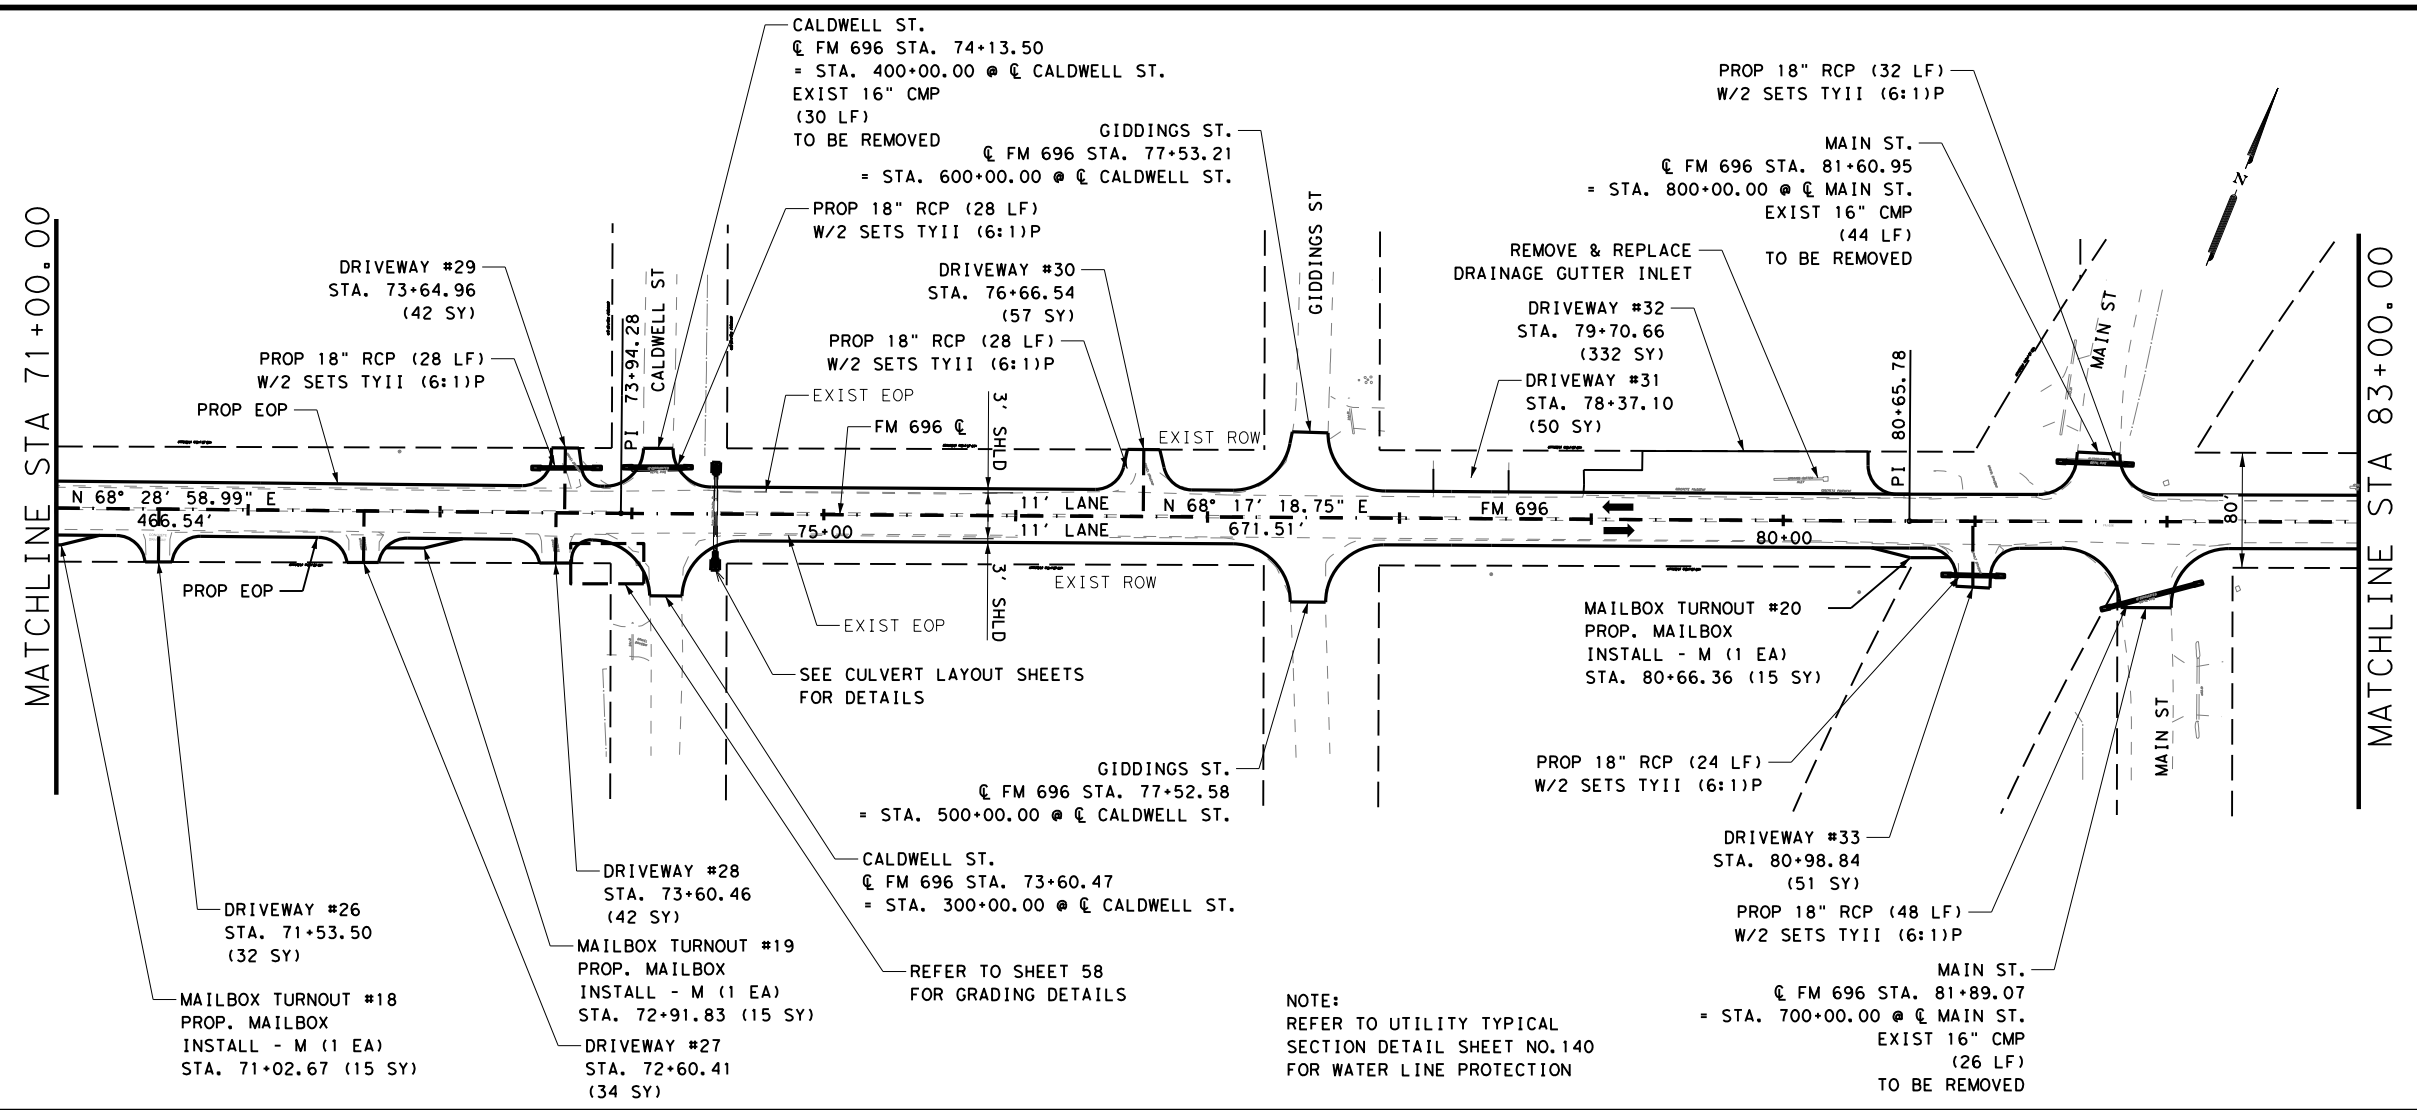 CALDWELL ST.
℄ FM 696 STA. 74+13.50
= STA. 400+00.00 @ ℄ CALDWELL ST.
EXIST 16" CMP
(30 LF)
TO BE REMOVED
GIDDINGS ST.
℄ FM 696 STA. 77+53.21
= STA. 600+00.00 @ ℄ CALDWELL ST.
PROP 18" RCP (32 LF)
W/2 SETS TYII (6:1)P
MAIN ST.
℄ FM 696 STA. 81+60.95
= STA. 800+00.00 @ ℄ MAIN ST.
EXIST 16" CMP
(44 LF)
TO BE REMOVED
N
MATCHLINE STA 71+00.00
DRIVEWAY #29
STA. 73+64.96
(42 SY)
PROP 18" RCP (28 LF)
W/2 SETS TYII (6:1)P
PROP EOP
PI 73+94.28
CALDWELL ST
PROP 18" RCP (28 LF)
W/2 SETS TYII (6:1)P
DRIVEWAY #30
STA. 76+66.54
(57 SY)
PROP 18" RCP (28 LF)
W/2 SETS TYII (6:1)P
EXIST EOP
FM 696 ℄
3' SHLD
EXIST ROW
GIDDINGS ST
REMOVE & REPLACE
DRAINAGE GUTTER INLET
DRIVEWAY #32
STA. 79+70.66
(332 SY)
DRIVEWAY #31
STA. 78+37.10
(50 SY)
PI 80+65.78
MAIN ST
MATCHLINE STA 83+00.00
N 68° 28' 58.99" E
466.54'
75+00
11' LANE
11' LANE
N 68° 17' 18.75" E
671.51'
FM 696
80+00
80'
PROP EOP
3' SHLD
EXIST ROW
EXIST EOP
SEE CULVERT LAYOUT SHEETS
FOR DETAILS
MAILBOX TURNOUT #20
PROP. MAILBOX
INSTALL - M (1 EA)
STA. 80+66.36 (15 SY)
MAIN ST
PROP 18" RCP (24 LF)
W/2 SETS TYII (6:1)P
GIDDINGS ST.
℄ FM 696 STA. 77+52.58
= STA. 500+00.00 @ ℄ CALDWELL ST.
CALDWELL ST.
℄ FM 696 STA. 73+60.47
= STA. 300+00.00 @ ℄ CALDWELL ST.
DRIVEWAY #33
STA. 80+98.84
(51 SY)
DRIVEWAY #28
STA. 73+60.46
(42 SY)
DRIVEWAY #26
STA. 71+53.50
(32 SY)
PROP 18" RCP (48 LF)
W/2 SETS TYII (6:1)P
MAILBOX TURNOUT #19
PROP. MAILBOX
INSTALL - M (1 EA)
STA. 72+91.83 (15 SY)
REFER TO SHEET 58
FOR GRADING DETAILS
MAILBOX TURNOUT #18
PROP. MAILBOX
INSTALL - M (1 EA)
STA. 71+02.67 (15 SY)
DRIVEWAY #27
STA. 72+60.41
(34 SY)
NOTE:
REFER TO UTILITY TYPICAL
SECTION DETAIL SHEET NO.140
FOR WATER LINE PROTECTION
MAIN ST.
℄ FM 696 STA. 81+89.07
= STA. 700+00.00 @ ℄ MAIN ST.
EXIST 16" CMP
(26 LF)
TO BE REMOVED